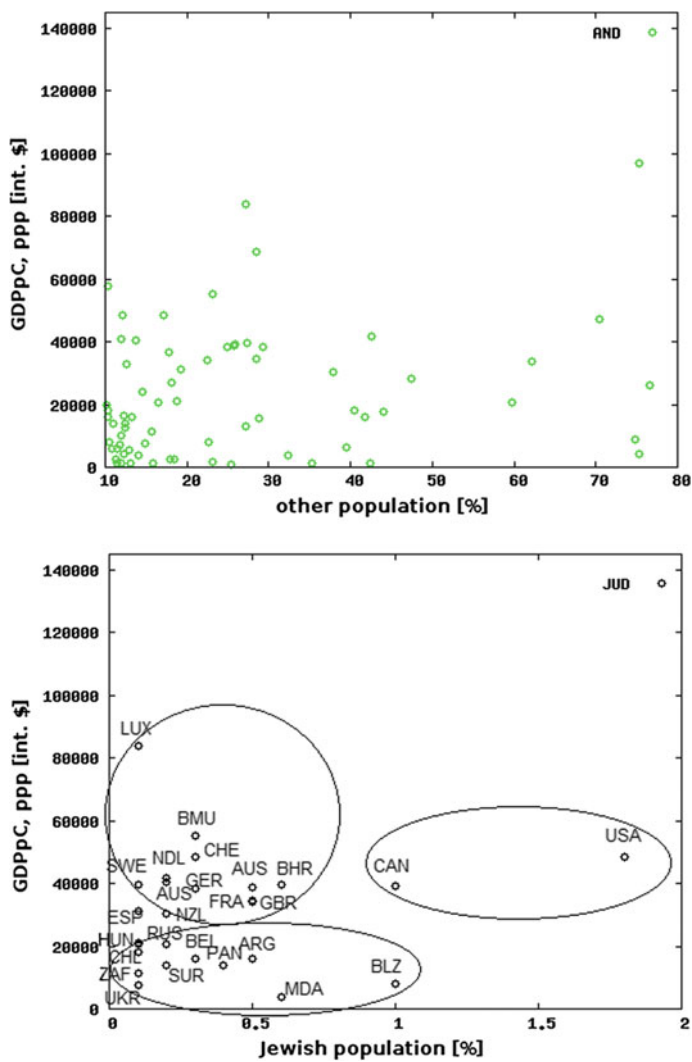 GDPpC, ppp [int. $]
140000
120000
100000
80000
60000
40000
20000
0
AND
10 20 30 40 50 60 70 80
other population [%]
GDPpC, ppp [int. $]
140000
120000
100000
80000
60000
40000
20000
0
JUD
LUX
BMU
CHE
USA
NDL
SWE
GER
AUS
BHR
CAN
AUS
FRA
GBR
ESP
NZL
RUS
HUN
BEL
ARG
CHL
PAN
BLZ
ZAF
SUR
MDA
UKR
0 0.5 1 1.5 2
Jewish population [%]